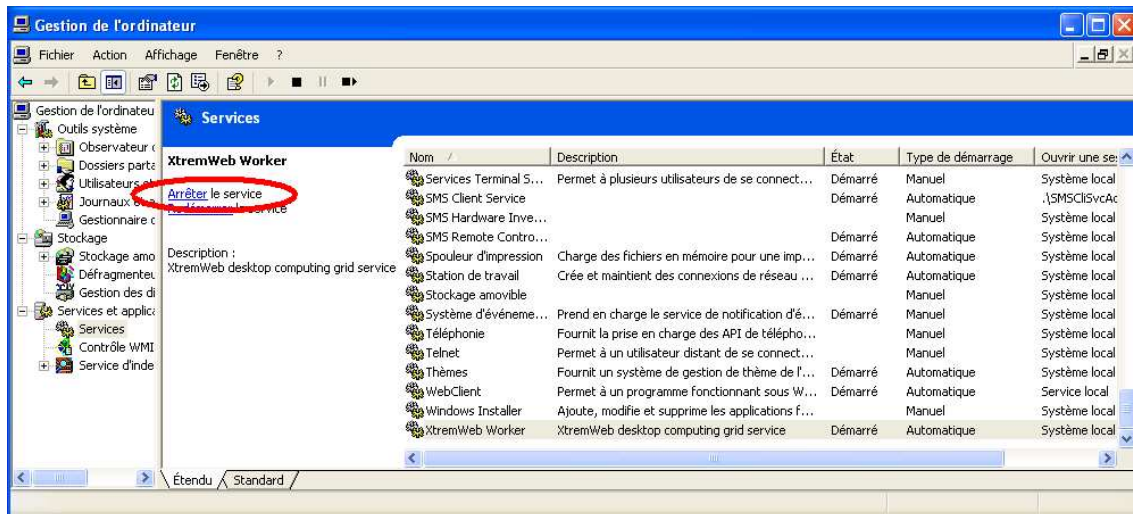 Gestion de l'ordinateur
Fichier Action Affichage Fenêtre ?
Gestion de l'ordinateu
Outils système
Observateur
Dossiers parta
Utilisateurs et
Journaux et a
Gestionnaire
Stockage
Stockage amo
Défragmenteu
Gestion des di
Services et applica
Services
Contrôle WMI
Service d'inde
Services
XtremWeb Worker
Arrêter le service
Redémarrer le service
Description :
XtremWeb desktop computing grid service
Nom Description État Type de démarrage Ouvrir une ses
Services Terminal S... Permet à plusieurs utilisateurs de se connect... Démarré Manuel Système local
SMS Client Service Démarré Automatique .\SMSCliSvcAc
SMS Hardware Inve... Manuel Système local
SMS Remote Contro... Démarré Automatique Système local
Spouleur d'impression Charge des fichiers en mémoire pour une imp... Démarré Automatique Système local
Station de travail Crée et maintient des connexions de réseau ... Démarré Automatique Système local
Stockage amovible Manuel Système local
Système d'événeme... Prend en charge le service de notification d'é... Démarré Manuel Système local
Téléphonie Fournit la prise en charge des API de télépho... Manuel Système local
Telnet Permet à un utilisateur distant de se connect... Manuel Système local
Thèmes Fournit un système de gestion de thème de l'... Démarré Automatique Système local
WebClient Permet à un programme fonctionnant sous W... Démarré Automatique Service local
Windows Installer Ajoute, modifie et supprime les applications f... Manuel Système local
XtremWeb Worker XtremWeb desktop computing grid service Démarré Automatique Système local
Étendu Standard